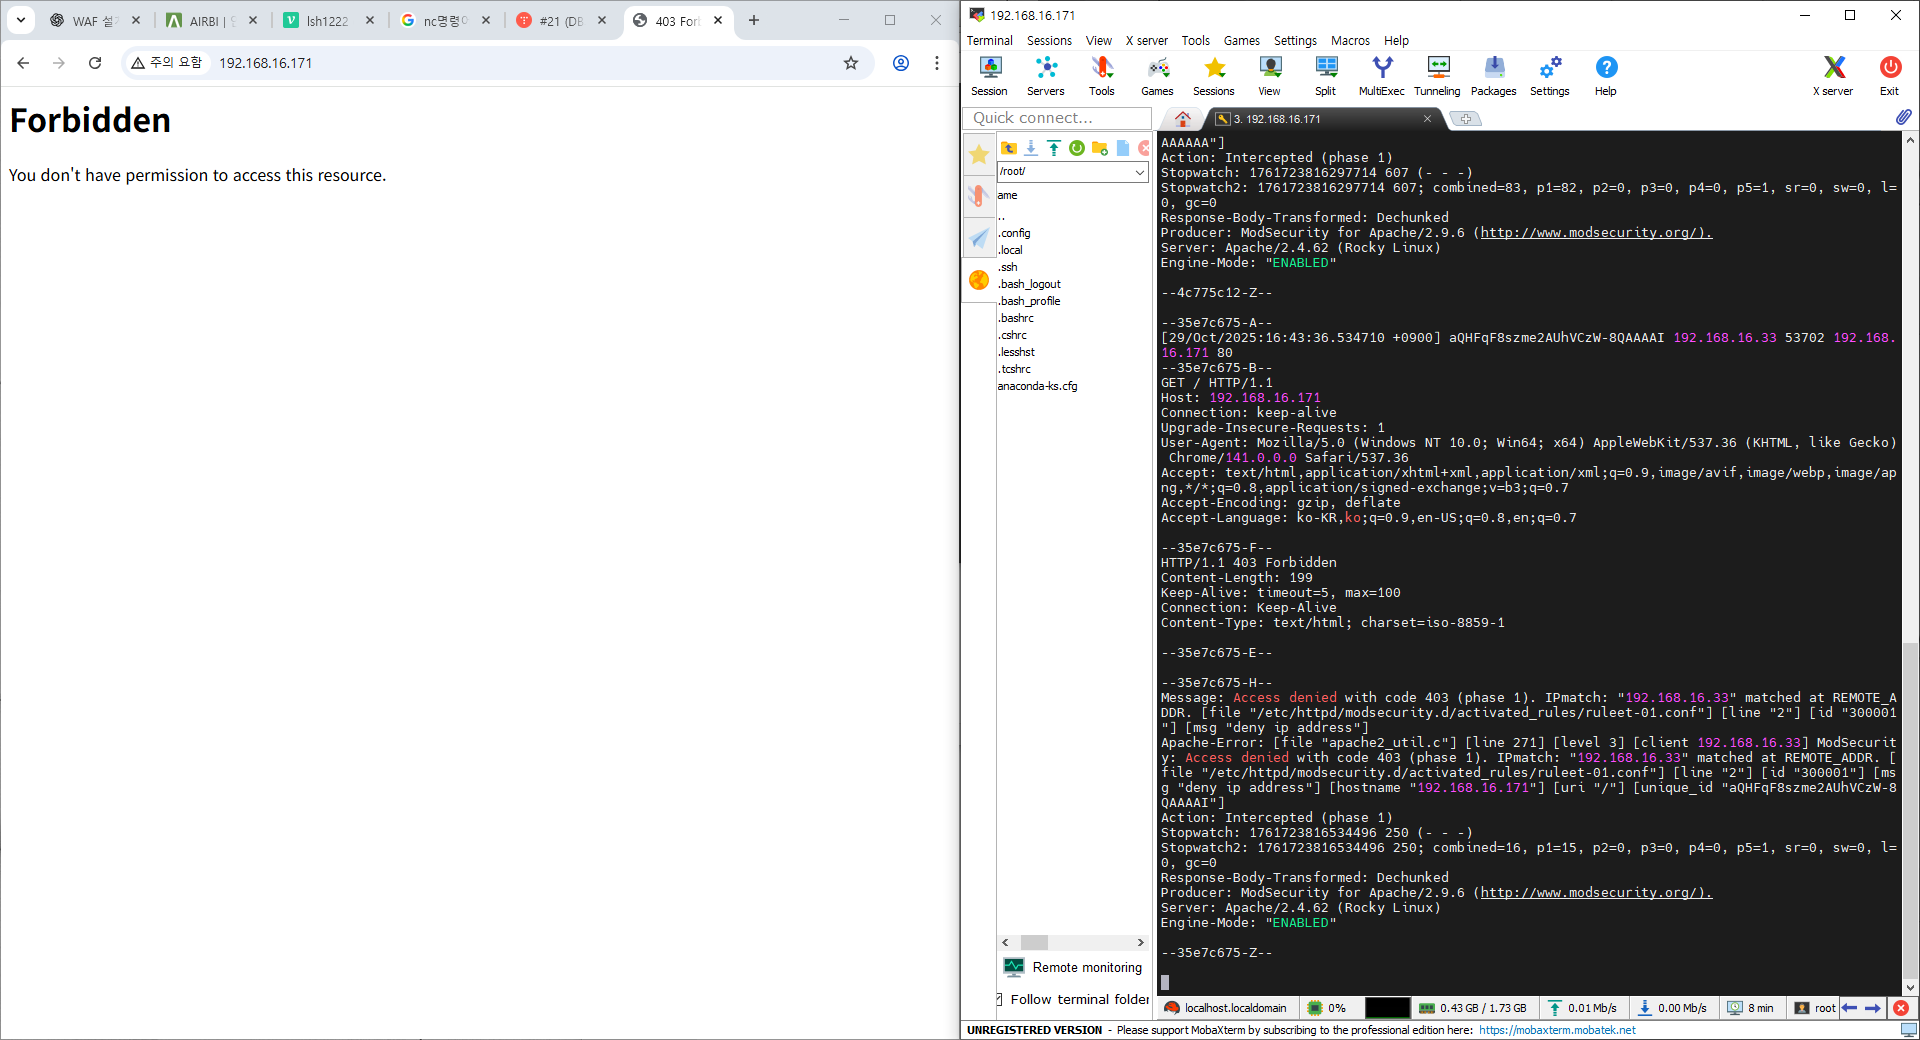 WAF 설
AIRBI |
lsh1222
nc명령어
#21 (DB
403 For
주의 요함
192.168.16.171
Forbidden
You don't have permission to access this resource.
192.168.16.171
Terminal Sessions View X server Tools Games Settings Macros Help
Session Servers Tools Games Sessions View Split MultiExec Tunneling Packages Settings Help X server Exit
Quick connect...
3. 192.168.16.171
/root/
ame
..
.config
.local
.ssh
.bash_logout
.bash_profile
.bashrc
.cshrc
.lesshst
.tcshrc
anaconda-ks.cfg
Remote monitoring
Follow terminal folder
AAAAAA"]
Action: Intercepted (phase 1)
Stopwatch: 1761723816297714 607 (- - -)
Stopwatch2: 1761723816297714 607; combined=83, p1=82, p2=0, p3=0, p4=0, p5=1, sr=0, sw=0, l=
0, gc=0
Response-Body-Transformed: Dechunked
Producer: ModSecurity for Apache/2.9.6 (http://www.modsecurity.org/).
Server: Apache/2.4.62 (Rocky Linux)
Engine-Mode: "ENABLED"
--4c775c12-Z--
--35e7c675-A--
[29/Oct/2025:16:43:36.534710 +0900] aQHFqF8szme2AUhVCzW-8QAAAAI 192.168.16.33 53702 192.168.
16.171 80
--35e7c675-B--
GET / HTTP/1.1
Host: 192.168.16.171
Connection: keep-alive
Upgrade-Insecure-Requests: 1
User-Agent: Mozilla/5.0 (Windows NT 10.0; Win64; x64) AppleWebKit/537.36 (KHTML, like Gecko)
Chrome/141.0.0.0 Safari/537.36
Accept: text/html,application/xhtml+xml,application/xml;q=0.9,image/avif,image/webp,image/ap
ng,*/*;q=0.8,application/signed-exchange;v=b3;q=0.7
Accept-Encoding: gzip, deflate
Accept-Language: ko-KR,ko;q=0.9,en-US;q=0.8,en;q=0.7
--35e7c675-F--
HTTP/1.1 403 Forbidden
Content-Length: 199
Keep-Alive: timeout=5, max=100
Connection: Keep-Alive
Content-Type: text/html; charset=iso-8859-1
--35e7c675-E--
--35e7c675-H--
Message: Access denied with code 403 (phase 1). IPmatch: "192.168.16.33" matched at REMOTE_A
DDR. [file "/etc/httpd/modsecurity.d/activated_rules/ruleet-01.conf"] [line "2"] [id "300001
"] [msg "deny ip address"]
Apache-Error: [file "apache2_util.c"] [line 271] [level 3] [client 192.168.16.33] ModSecurit
y: Access denied with code 403 (phase 1). IPmatch: "192.168.16.33" matched at REMOTE_ADDR. [
file "/etc/httpd/modsecurity.d/activated_rules/ruleet-01.conf"] [line "2"] [id "300001"] [ms
g "deny ip address"] [hostname "192.168.16.171"] [uri "/"] [unique_id "aQHFqF8szme2AUhVCzW-8
QAAAAI"]
Action: Intercepted (phase 1)
Stopwatch: 1761723816534496 250 (- - -)
Stopwatch2: 1761723816534496 250; combined=16, p1=15, p2=0, p3=0, p4=0, p5=1, sr=0, sw=0, l=
0, gc=0
Response-Body-Transformed: Dechunked
Producer: ModSecurity for Apache/2.9.6 (http://www.modsecurity.org/).
Server: Apache/2.4.62 (Rocky Linux)
Engine-Mode: "ENABLED"
--35e7c675-Z--
localhost.localdomain 0% 0.43 GB / 1.73 GB 0.01 Mb/s 0.00 Mb/s 8 min root
UNREGISTERED VERSION - Please support MobaXterm by subscribing to the professional edition here: https://mobaxterm.mobatek.net